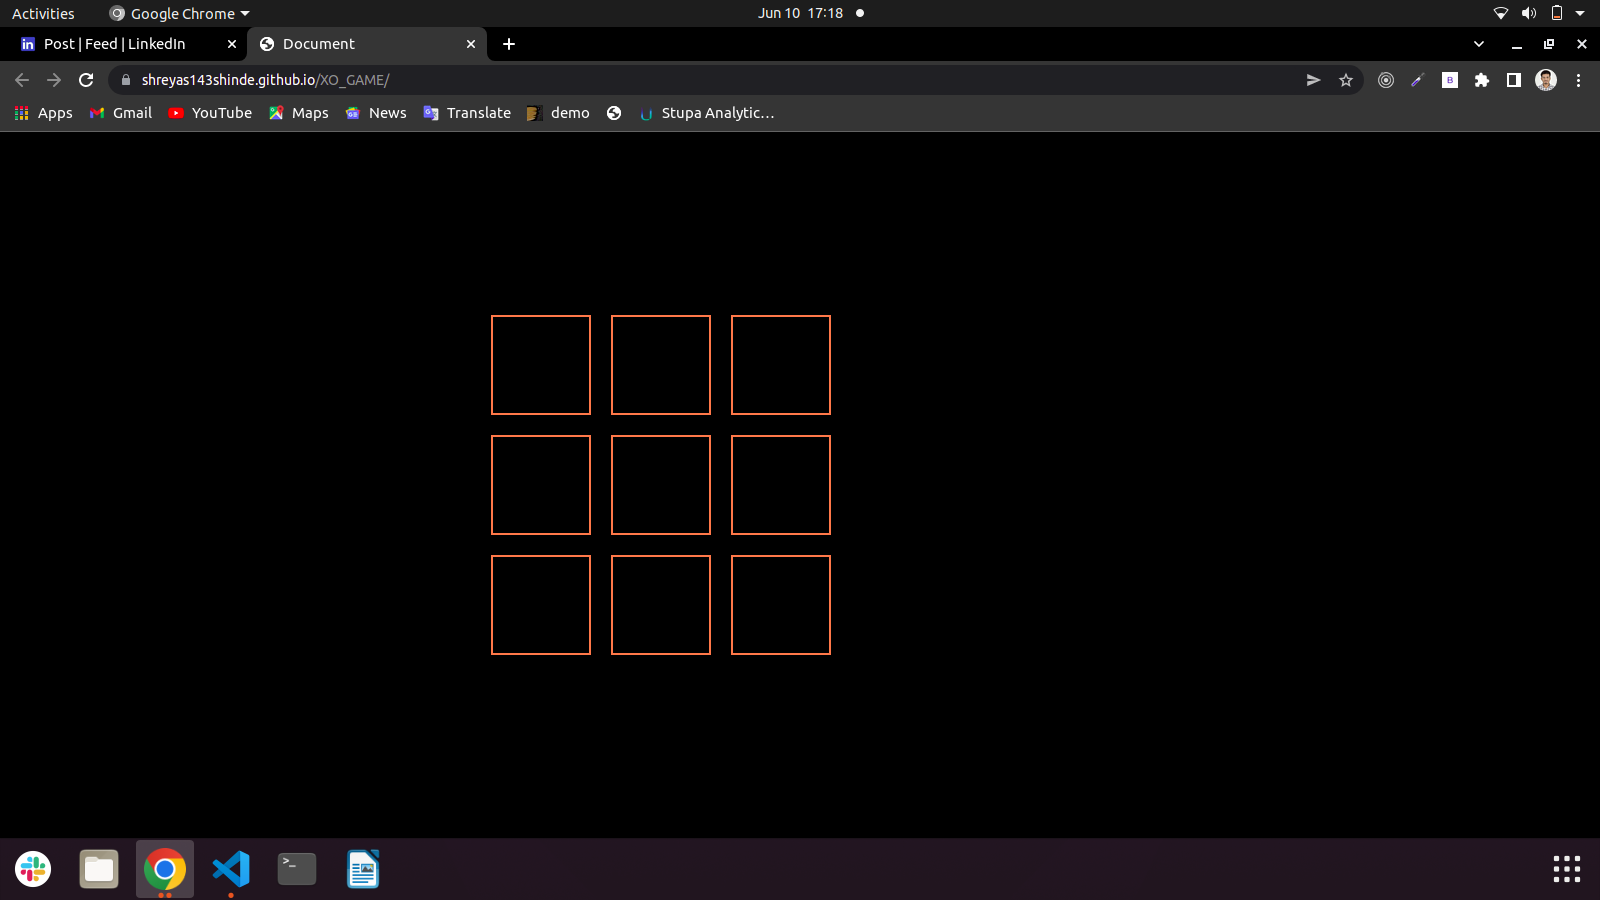 Activities
Google Chrome
Jun 10 17:18
Post | Feed | LinkedIn
Document
shreyas143shinde.github.io/XO_GAME/
Apps
Gmail
YouTube
Maps
News
Translate
demo
Stupa Analytic...